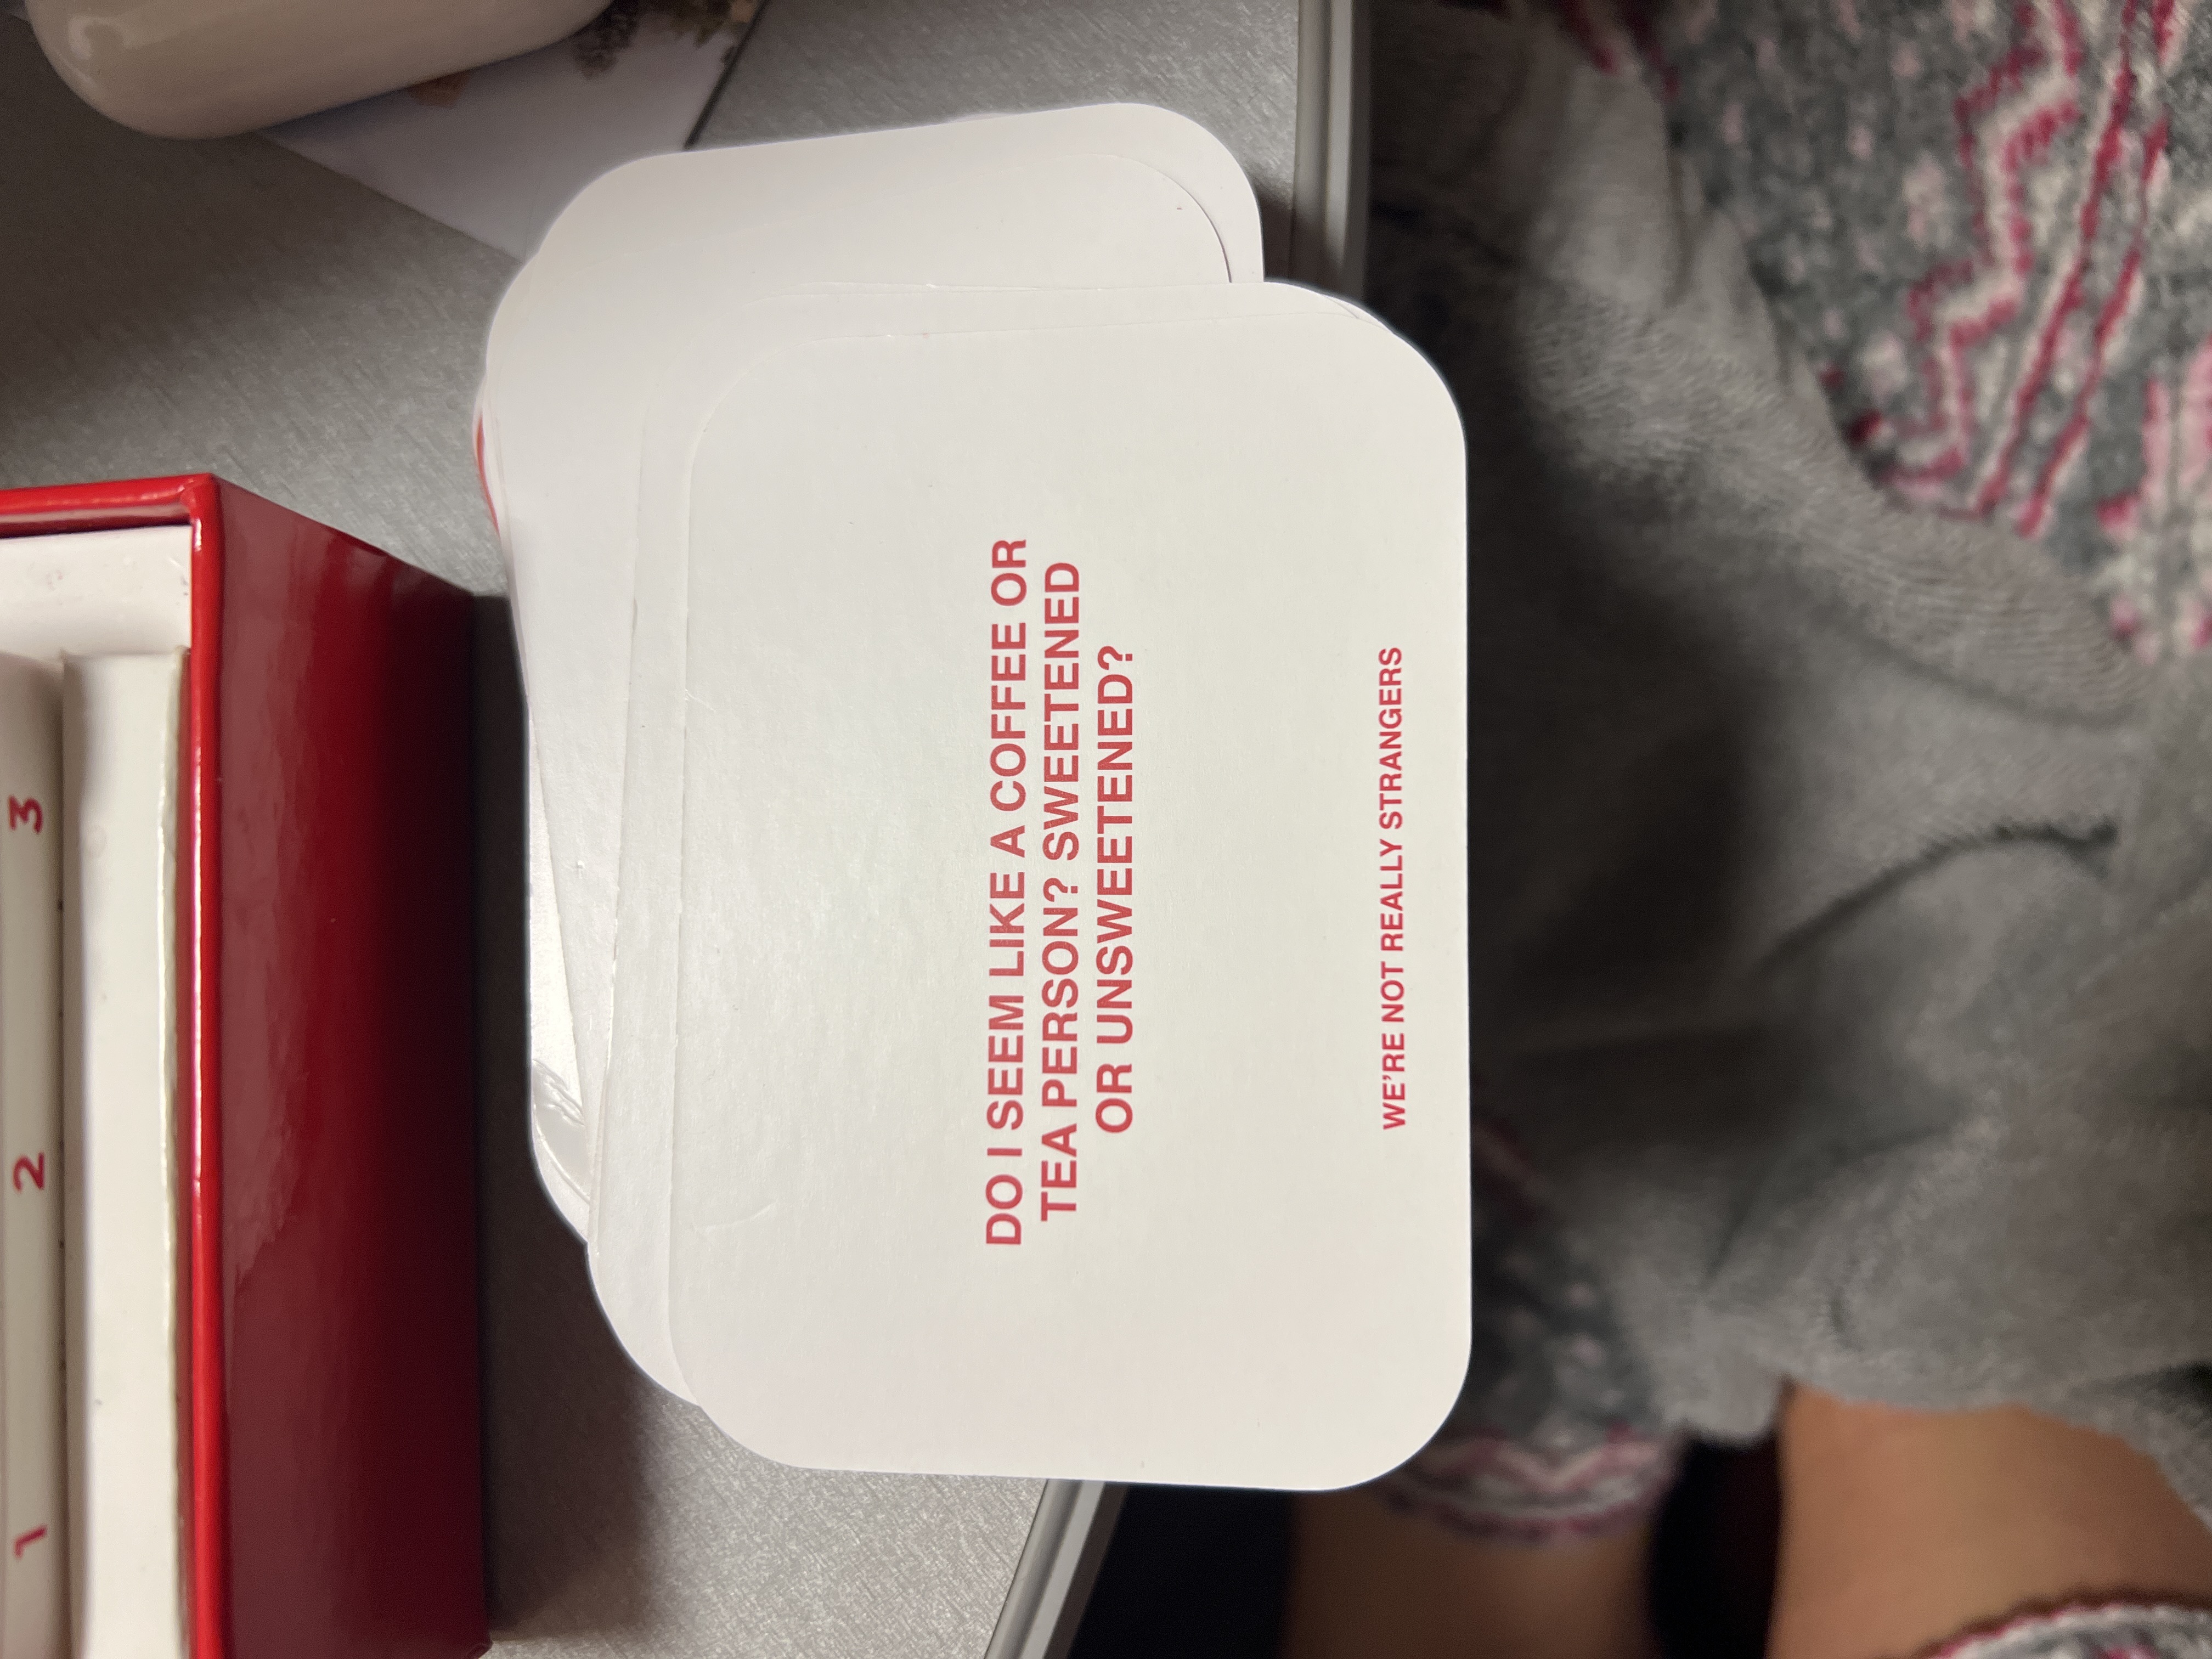 DO I SEEM LIKE A COFFEE OR
TEA PERSON? SWEETENED
OR UNSWEETENED?
WE'RE NOT REALLY STRANGERS
1 2 3